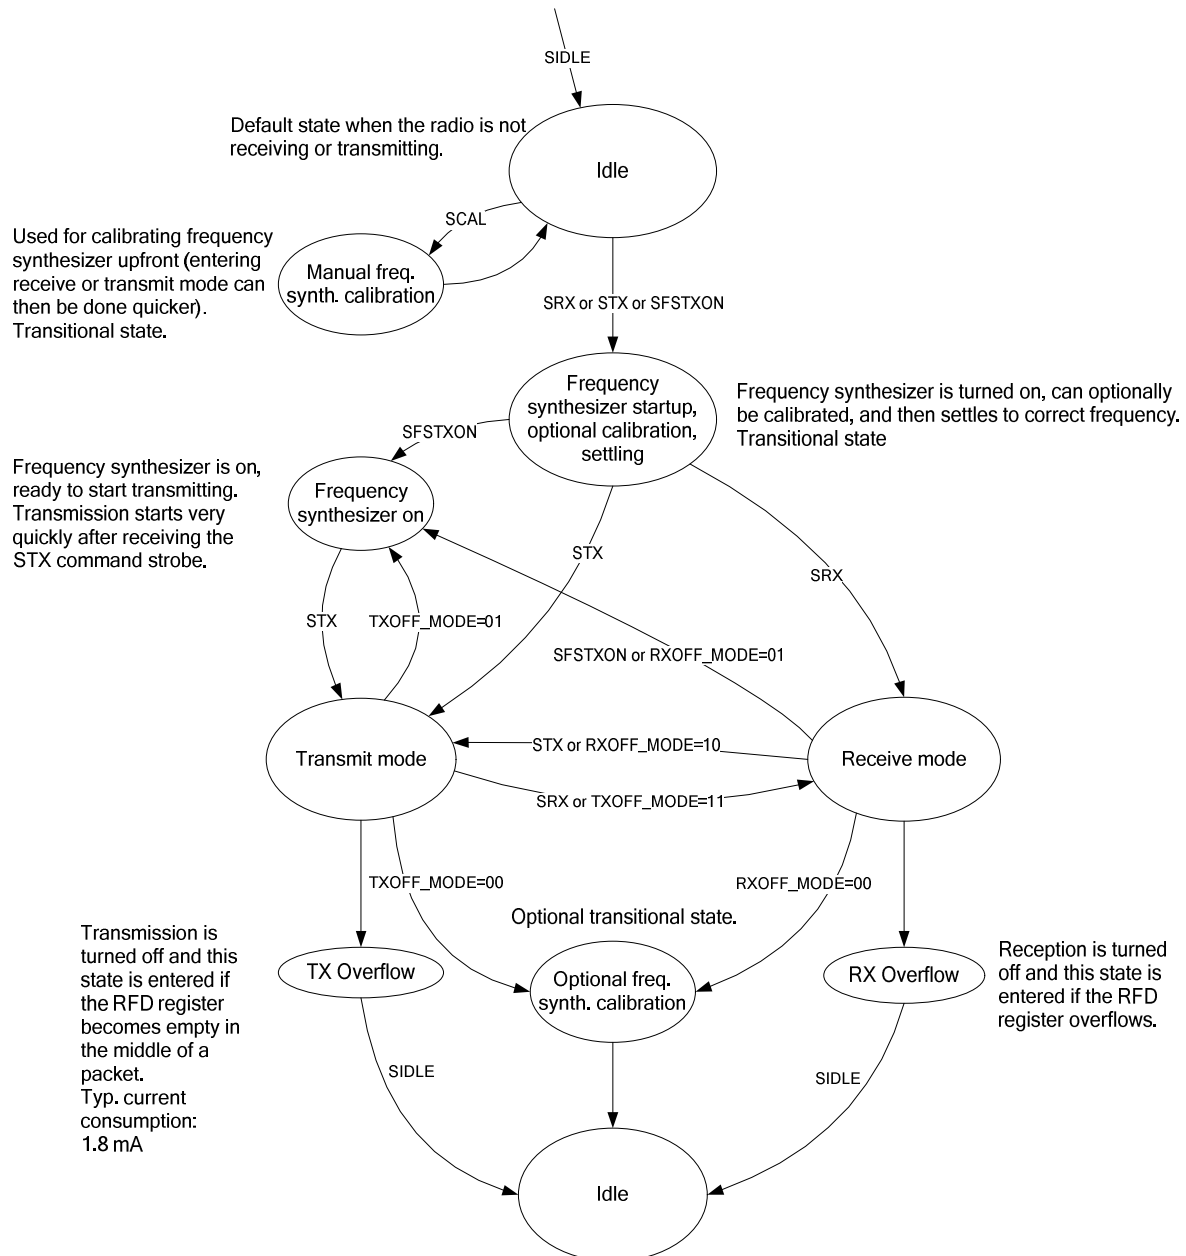 SIDLE
Default state when the radio is not
receiving or transmitting.
Idle
SCAL
Used for calibrating frequency
synthesizer upfront (entering
receive or transmit mode can
then be done quicker).
Transitional state.
Manual freq.
synth. calibration
SRX or STX or SFSTXON
Frequency
synthesizer startup,
optional calibration,
settling
Frequency synthesizer is turned on, can optionally
be calibrated, and then settles to correct frequency.
Transitional state
SFSTXON
Frequency synthesizer is on,
ready to start transmitting.
Transmission starts very
quickly after receiving the
STX command strobe.
Frequency
synthesizer on
STX
SRX
STX
TXOFF_MODE=01
SFSTXON or RXOFF_MODE=01
Transmit mode
STX or RXOFF_MODE=10
Receive mode
SRX or TXOFF_MODE=11
TXOFF_MODE=00
RXOFF_MODE=00
Optional transitional state.
Transmission is
turned off and this
state is entered if
the RFD register
becomes empty in
the middle of a
packet.
Typ. current
consumption:
1.8 mA
TX Overflow
Optional freq.
synth. calibration
RX Overflow
Reception is turned
off and this state is
entered if the RFD
register overflows.
SIDLE
SIDLE
Idle